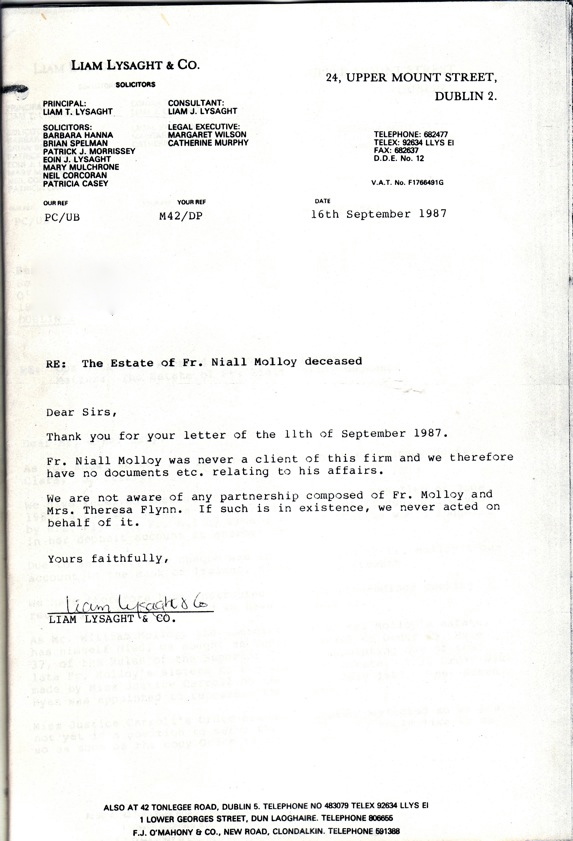 LIAM LYSAGHT & CO.
SOLICITORS
24, UPPER MOUNT STREET,
DUBLIN 2.
PRINCIPAL:
LIAM T. LYSAGHT
CONSULTANT:
LIAM J. LYSAGHT
SOLICITORS:
BARBARA HANNA
BRIAN SPELMAN
PATRICK J. MORRISSEY
EOIN J. LYSAGHT
MARY MULCHRONE
NEIL CORCORAN
PATRICIA CASEY
LEGAL EXECUTIVE:
MARGARET WILSON
CATHERINE MURPHY
TELEPHONE: 682477
TELEX: 92634 LLYS EI
FAX: 682637
D.D.E. No. 12
V.A.T. No. F1766491G
OUR REF
PC/UB
YOUR REF
M42/DP
DATE
16th September 1987
RE: The Estate of Fr. Niall Molloy deceased
Dear Sirs,
Thank you for your letter of the 11th of September 1987.
Fr. Niall Molloy was never a client of this firm and we therefore
have no documents etc. relating to his affairs.
We are not aware of any partnership composed of Fr. Molloy and
Mrs. Theresa Flynn. If such is in existence, we never acted on
behalf of it.
Yours faithfully,
Liam Lysaght & Co
LIAM LYSAGHT & CO.
ALSO AT 42 TONLEGEE ROAD, DUBLIN 5. TELEPHONE NO 483079 TELEX 92634 LLYS EI
1 LOWER GEORGES STREET, DUN LAOGHAIRE. TELEPHONE 806655
F.J. O'MAHONY & CO., NEW ROAD, CLONDALKIN. TELEPHONE 591388